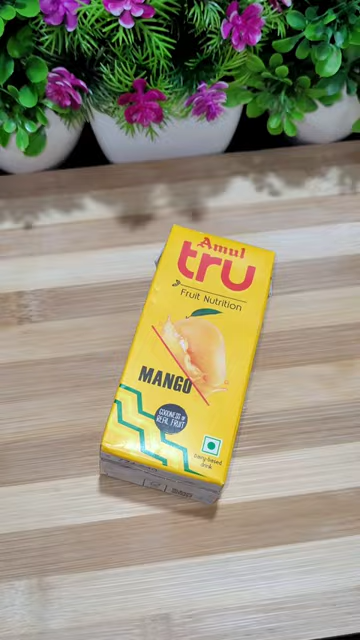 Amul
tru
Fruit Nutrition
MANGO
GOODNESS OF
REAL FRUIT
Dairy-based
drink